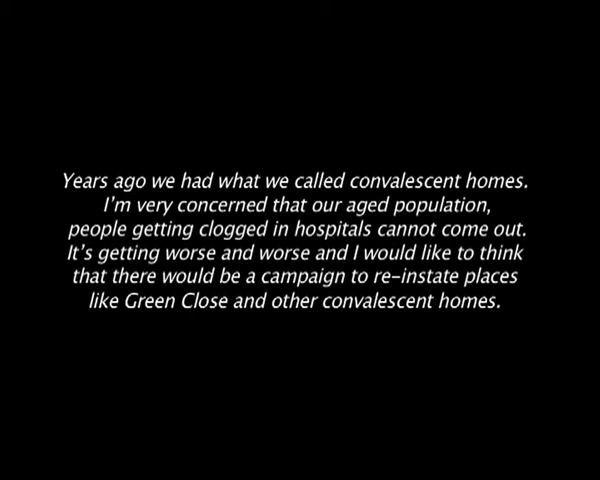 Years ago we had what we called convalescent homes.
I'm very concerned that our aged population,
people getting clogged in hospitals cannot come out.
It's getting worse and worse and I would like to think
that there would be a campaign to re-instate places
like Green Close and other convalescent homes.